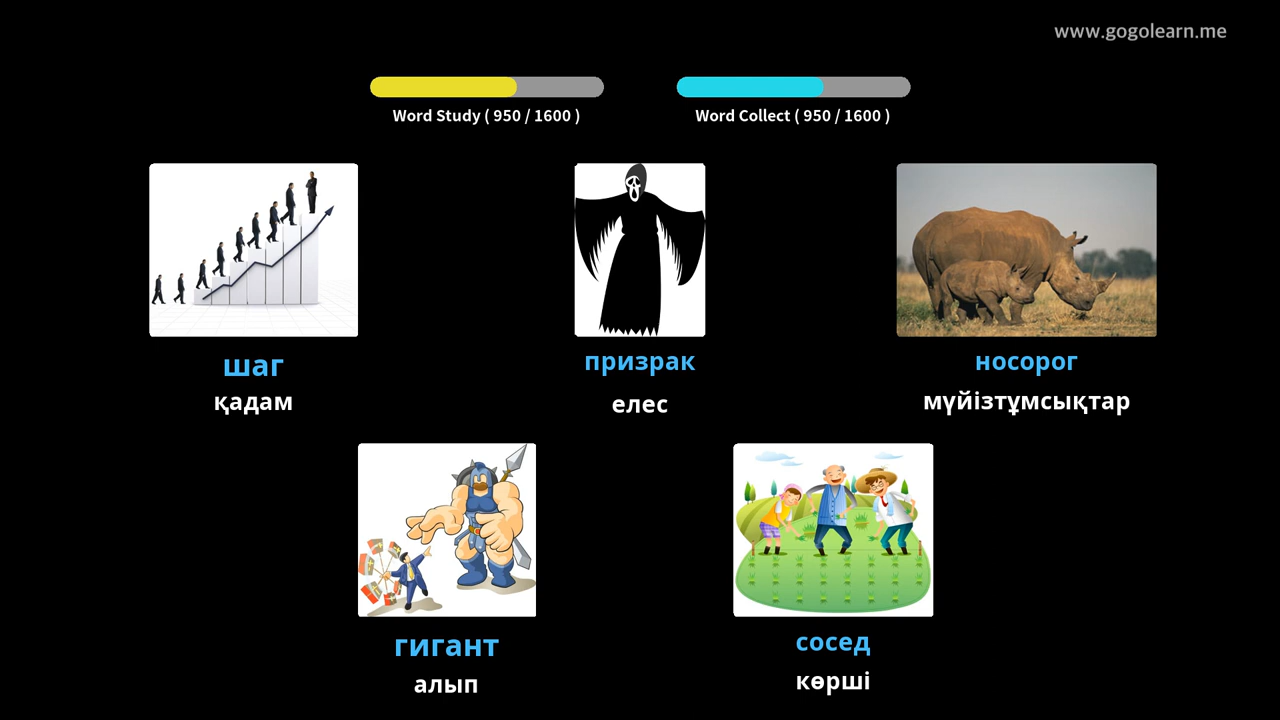 www.gogolearn.me
Word Study ( 950 / 1600 )
Word Collect ( 950 / 1600 )
шаг
қадам
призрак
елес
носорог
мүйізтұмсықтар
гигант
алып
сосед
көрші